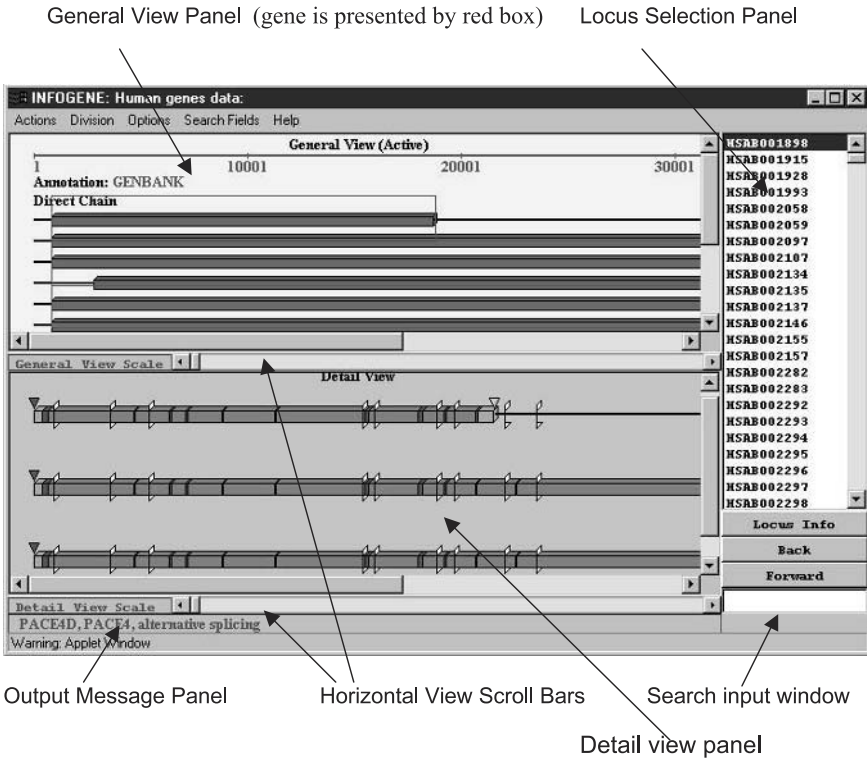 General View Panel (gene is presented by red box) Locus Selection Panel
INFOGENE: Human genes data:
Actions Division Options Search Fields Help
General View (Active)
1 10001 20001 30001
Annotation: GENBANK
Direct Chain
HSAB001898
HSAB001915
HSAB001928
HSAB001993
HSAB002058
HSAB002059
HSAB002097
HSAB002107
HSAB002134
HSAB002135
HSAB002137
HSAB002146
HSAB002155
HSAB002157
HSAB002282
HSAB002283
HSAB002292
HSAB002293
HSAB002294
HSAB002295
HSAB002296
HSAB002297
HSAB002298
General View Scale
Detail View
Locus Info
Back
Forward
Detail View Scale
PACE4D, PACE4, alternative splicing
Warning: Applet Window
Output Message Panel Horizontal View Scroll Bars Search input window
Detail view panel